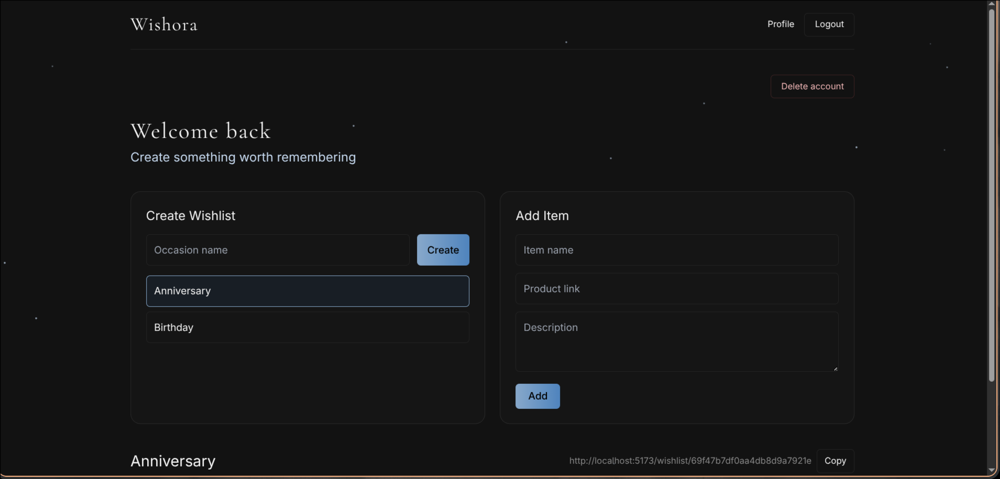 Wishora
Profile
Logout
Delete account
Welcome back
Create something worth remembering
Create Wishlist
Occasion name
Create
Anniversary
Birthday
Add Item
Item name
Product link
Description
Add
Anniversary
http://localhost:5173/wishlist/69f47b7df0aa4db8d9a7921e
Copy